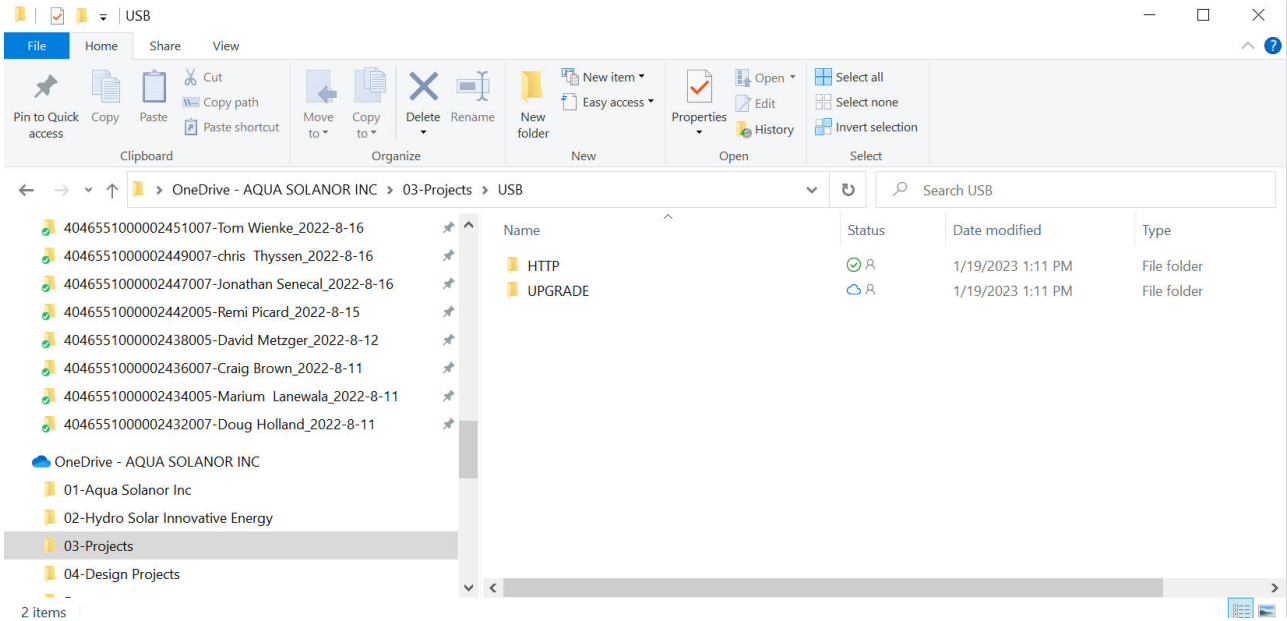 USB
File Home Share View
Pin to Quick access
Copy
Paste
Cut
Copy path
Paste shortcut
Clipboard
Move to
Copy to
Delete
Rename
Organize
New folder
New item
Easy access
New
Properties
Open
Edit
History
Open
Select all
Select none
Invert selection
Select
OneDrive - AQUA SOLANOR INC > 03-Projects > USB
Search USB
4046551000002451007-Tom Wienke_2022-8-16
4046551000002449007-chris  Thyssen_2022-8-16
4046551000002447007-Jonathan Senecal_2022-8-16
4046551000002442005-Remi Picard_2022-8-15
4046551000002438005-David Metzger_2022-8-12
4046551000002436007-Craig Brown_2022-8-11
4046551000002434005-Marium  Lanewala_2022-8-11
4046551000002432007-Doug Holland_2022-8-11
OneDrive - AQUA SOLANOR INC
01-Aqua Solanor Inc
02-Hydro Solar Innovative Energy
03-Projects
04-Design Projects
Name Status Date modified Type
HTTP 1/19/2023 1:11 PM File folder
UPGRADE 1/19/2023 1:11 PM File folder
2 items